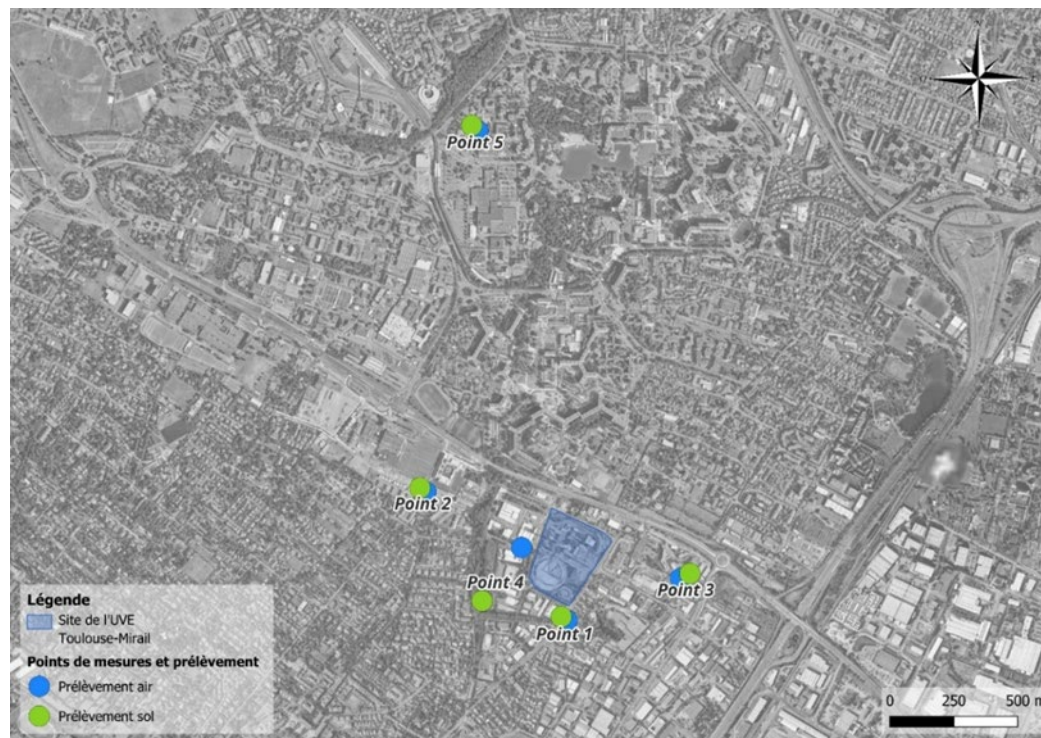 Point 5
Point 2
Point 4
Point 3
Point 1
Légende
Site de l'UVE
Toulouse-Mirail
Points de mesures et prélèvement
Prélèvement air
Prélèvement sol
0 250 500 m